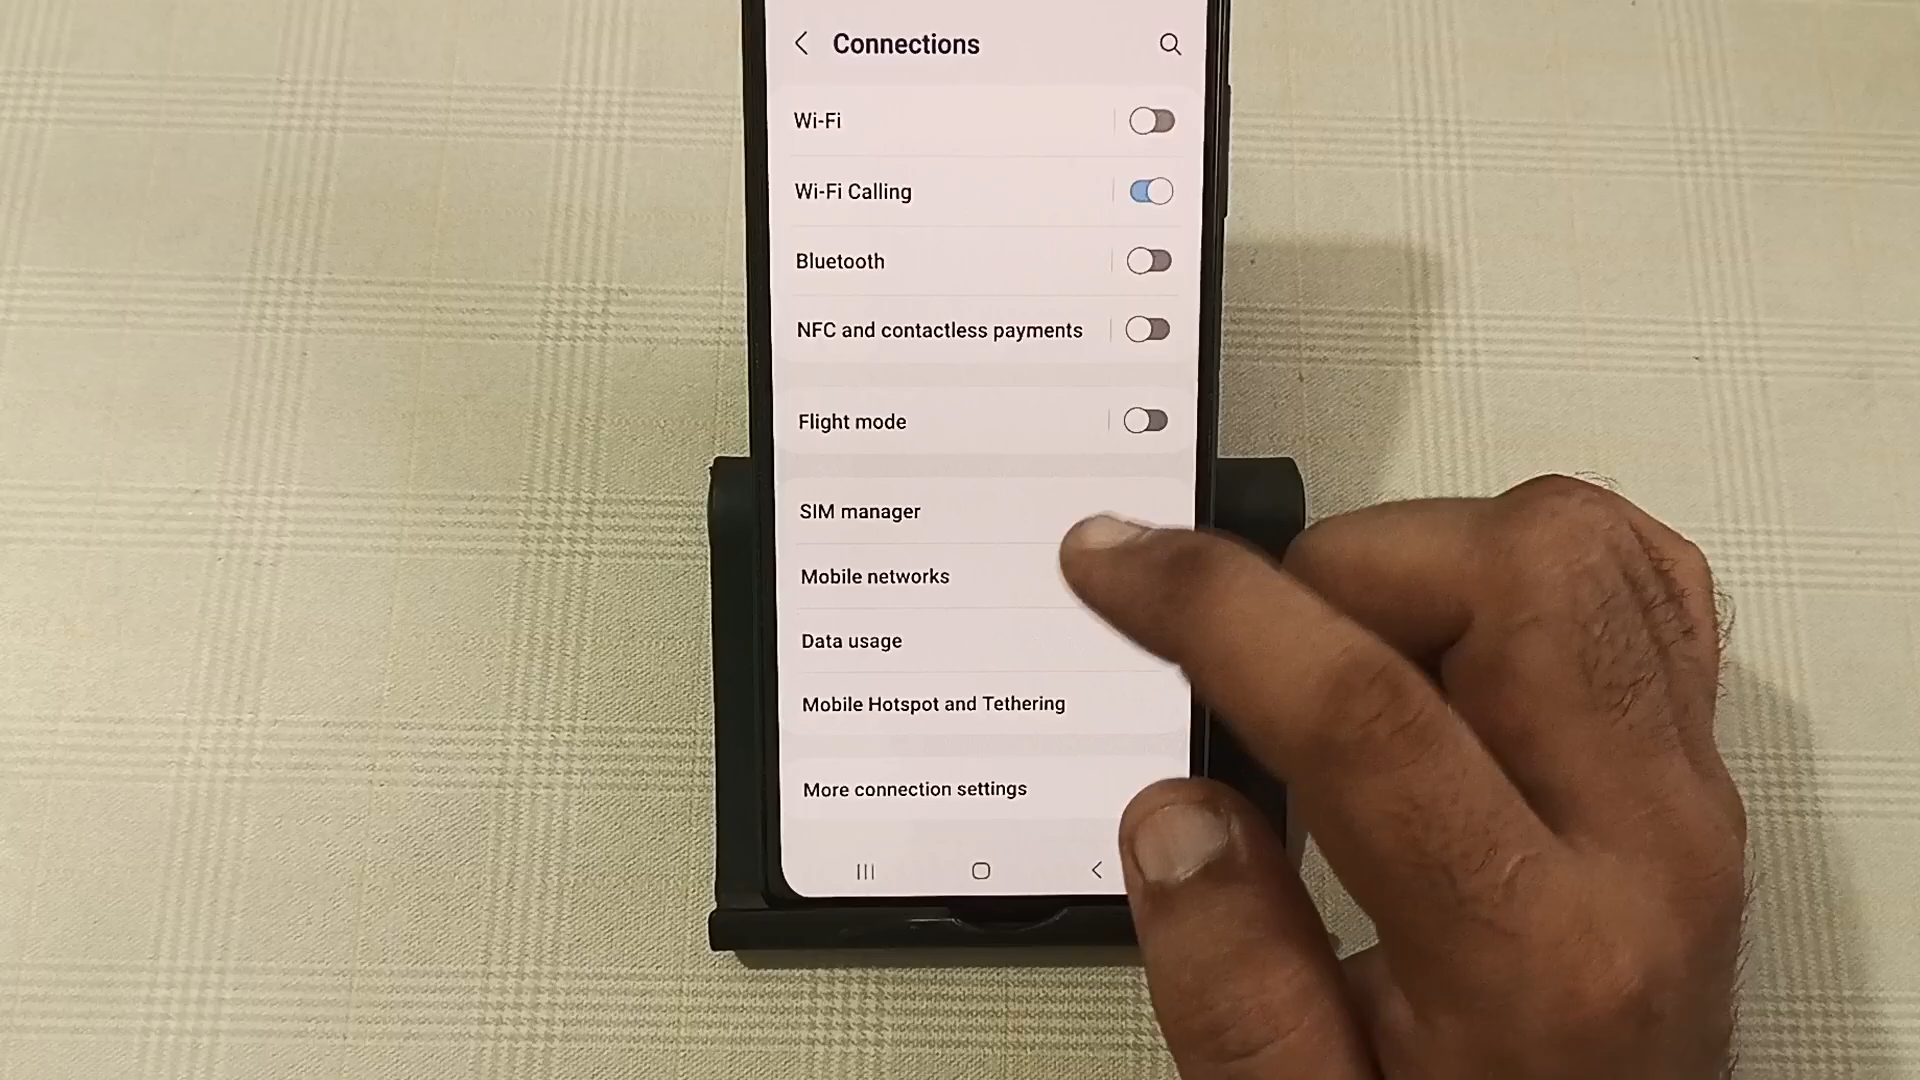 Connections
Wi-Fi
Wi-Fi Calling
Bluetooth
NFC and contactless payments
Flight mode
SIM manager
Mobile networks
Data usage
Mobile Hotspot and Tethering
More connection settings